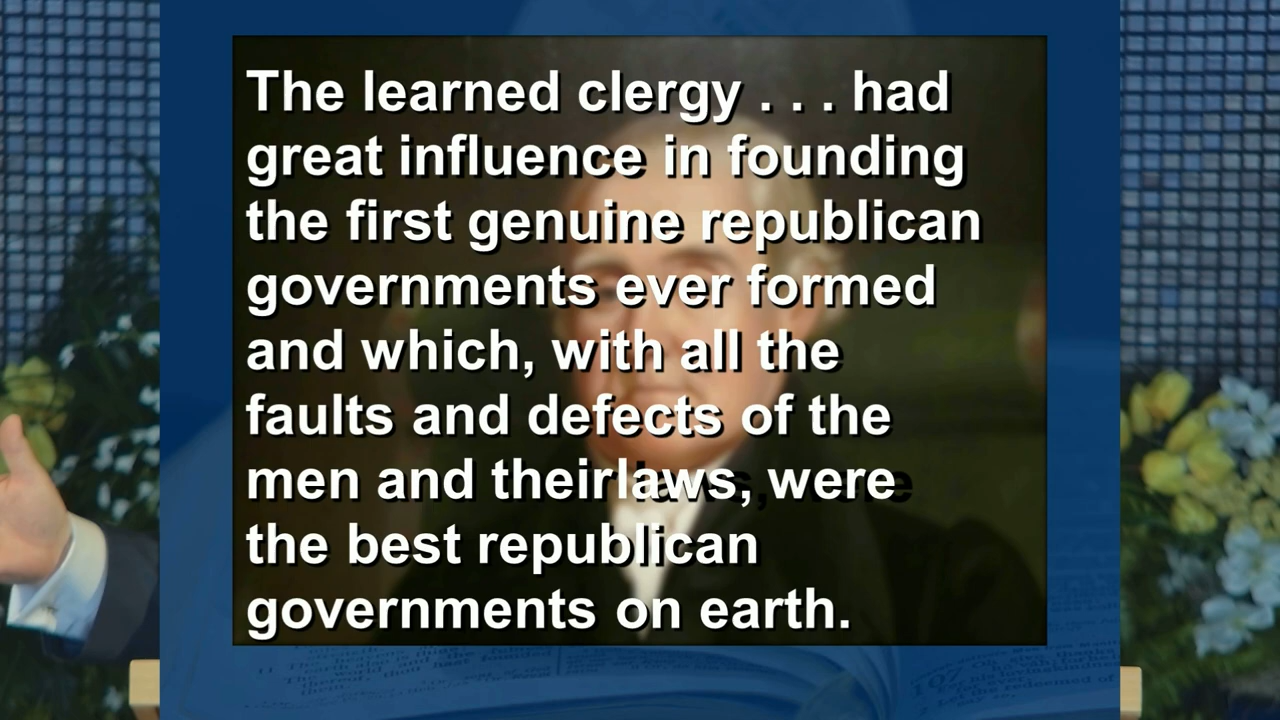 The learned clergy . . . had
great influence in founding
the first genuine republican
governments ever formed
and which, with all the
faults and defects of the
men and theirlaws, were
the best republican
governments on earth.